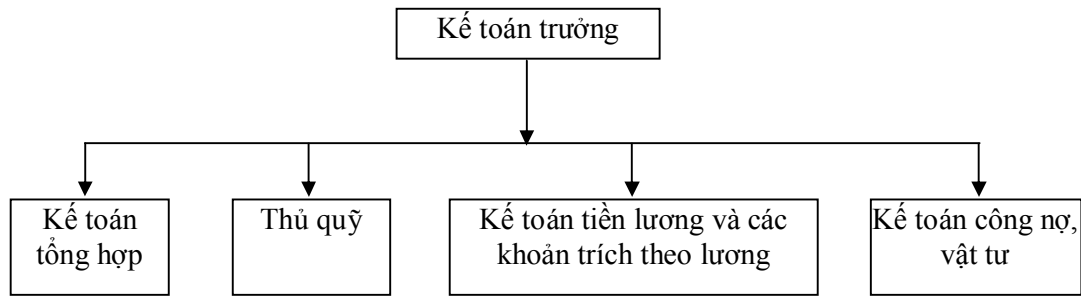 Kế toán trưởng
Kế toán
tổng hợp
Thủ quỹ
Kế toán tiền lương và các
khoản trích theo lương
Kế toán công nợ,
vật tư